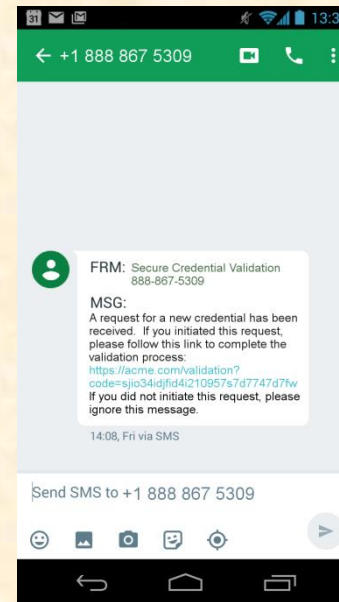 31
13:3
+1 888 867 5309
FRM: Secure Credential Validation
888-867-5309
MSG:
A request for a new credential has been
received. If you initiated this request,
please follow this link to complete the
validation process:
https://acme.com/validation?
code=sjio34idjfid4i210957s7d7747d7fw
If you did not initiate this request, please
ignore this message.
14:08, Fri via SMS
Send SMS to +1 888 867 5309